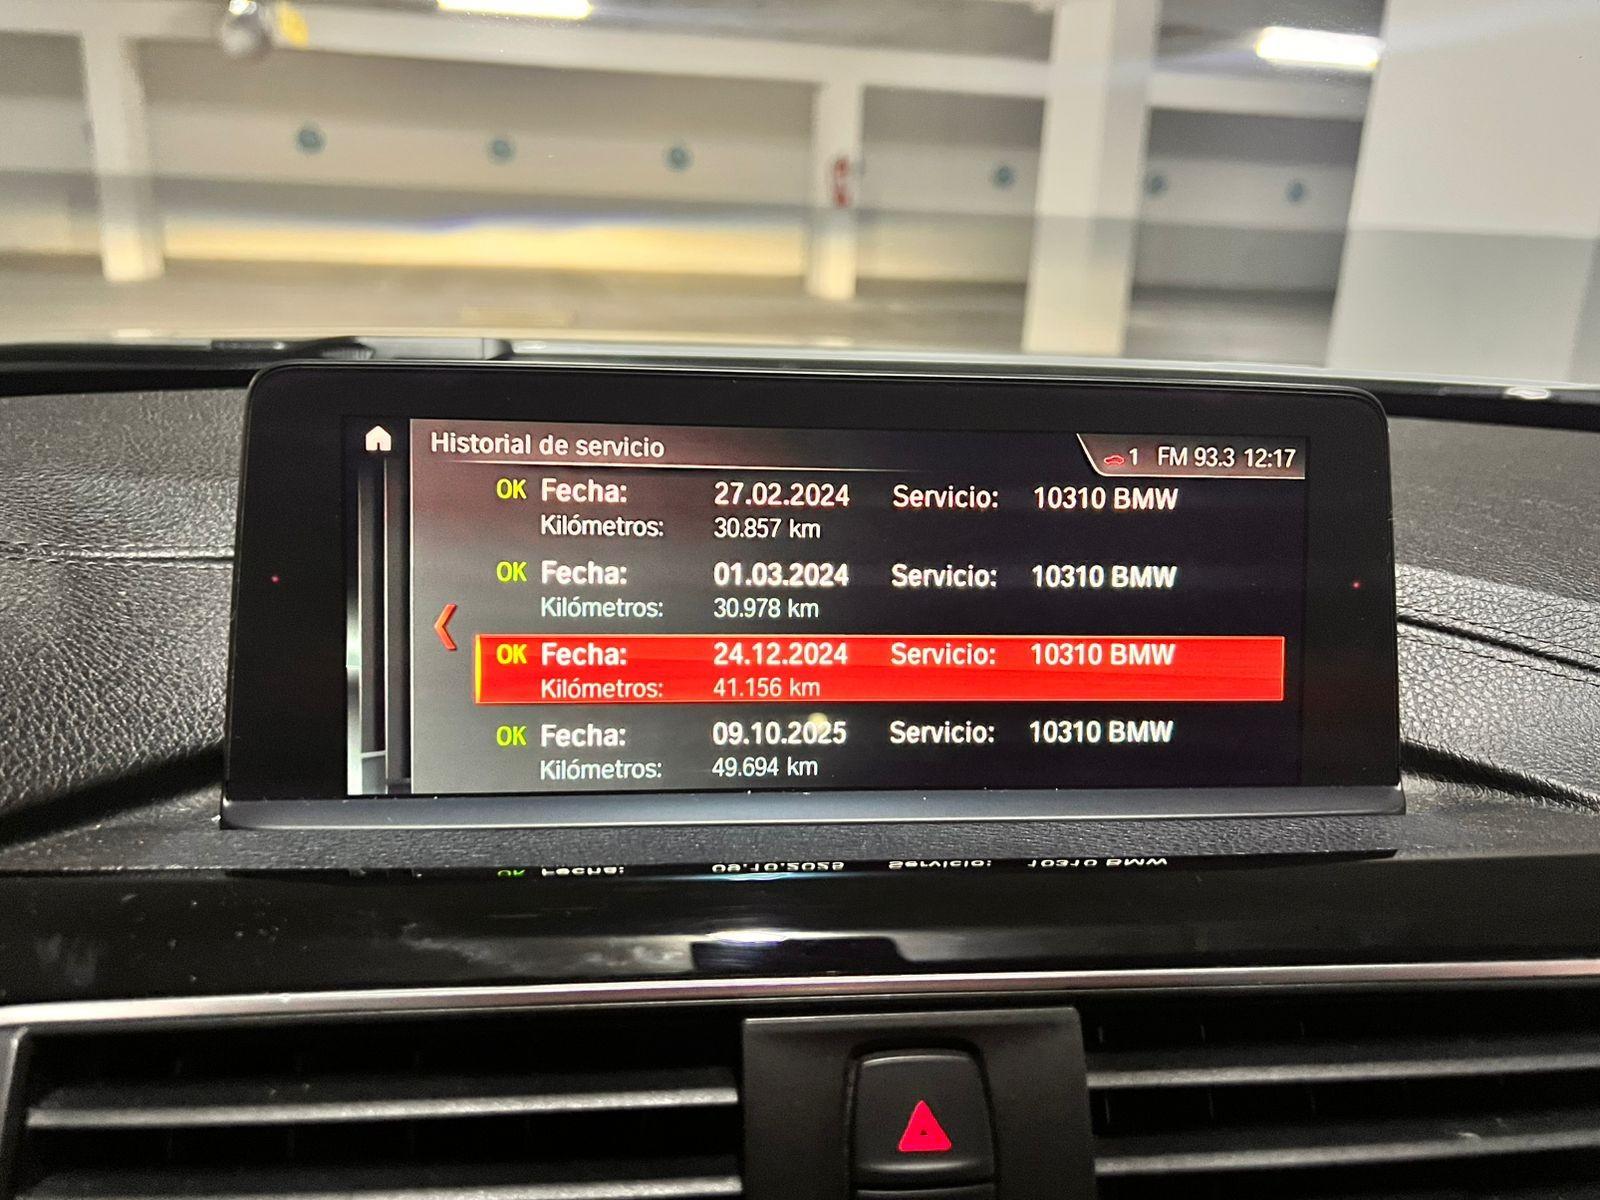 Historial de servicio
1 FM 93.3 12:17
OK Fecha: 27.02.2024 Servicio: 10310 BMW
Kilómetros: 30.857 km
OK Fecha: 01.03.2024 Servicio: 10310 BMW
Kilómetros: 30.978 km
OK Fecha: 24.12.2024 Servicio: 10310 BMW
Kilómetros: 41.156 km
OK Fecha: 09.10.2025 Servicio: 10310 BMW
Kilómetros: 49.694 km